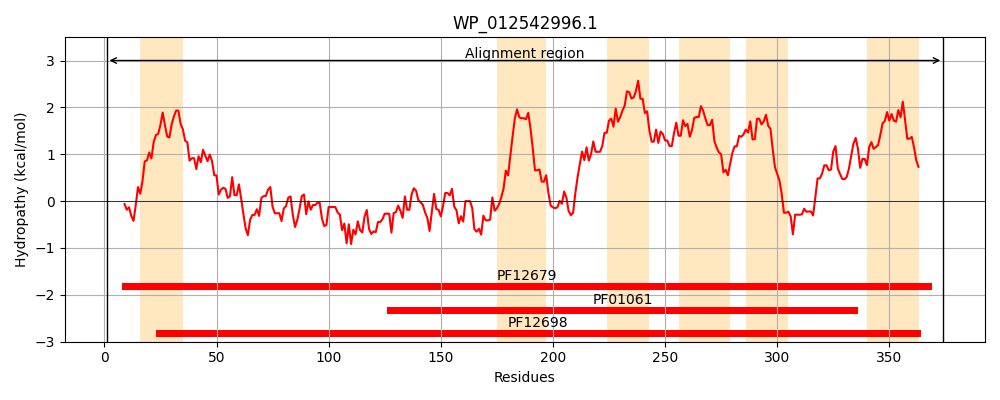 WP_012542996.1
Alignment region
3
2
1
0
−1
−2
−3
Hydropathy (kcal/mol)
PF12679
PF01061
PF12698
0 50 100 150 200 250 300 350
Residues